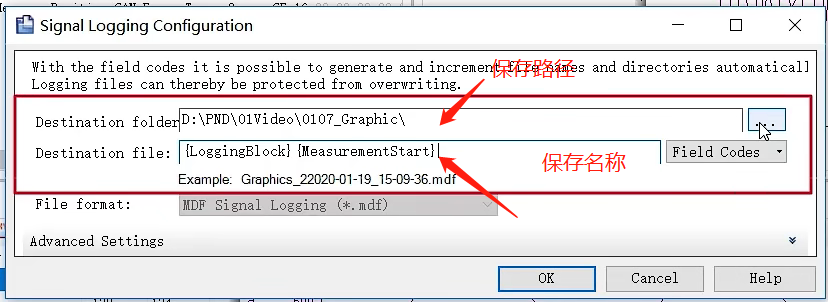 Signal Logging Configuration
保存路径
With the field codes it is possible to generate and increment file names and directories automaticall
Logging files can thereby be protected from overwriting.
Destination folder
D:\PND\01Video\0107_Graphic\
...
Destination file:
{LoggingBlock}{MeasurementStart}
保存名称
Field Codes
Example: Graphics_22020-01-19_15-09-36.mdf
File format:
MDF Signal Logging (*.mdf)
Advanced Settings
OK
Cancel
Help